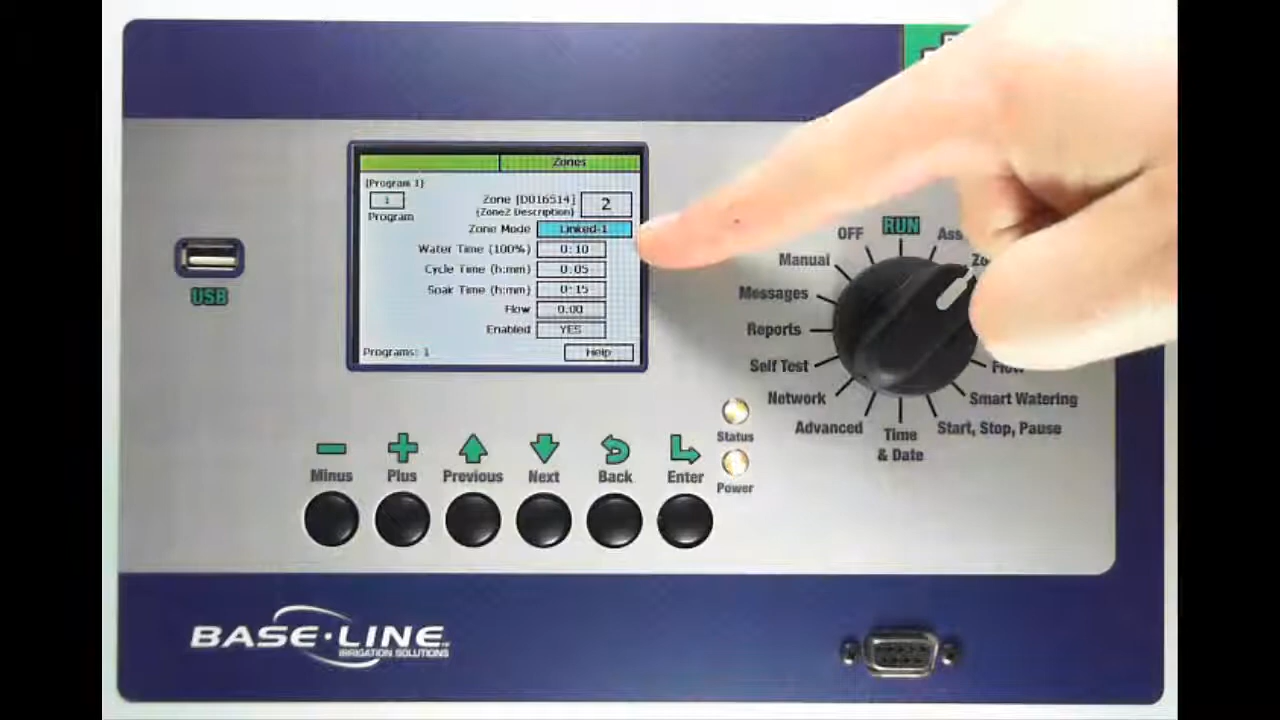 Zones
(Program 1)
1
Program
Zone [D016514] 2
(Zone2 Description)
Zone Mode Linked-1
Water Time (100%) 0:10
Cycle Time (h:mm) 0:05
Soak Time (h:mm) 0:15
Flow 0.00
Enabled YES
Programs: 1 Help
USB
OFF
RUN
Manual
Messages
Reports
Self Test
Network
Advanced
Time
& Date
Start, Stop, Pause
Smart Watering
Flow
Status
Power
Minus
Plus
Previous
Next
Back
Enter
BASE·LINE
IRRIGATION SOLUTIONS